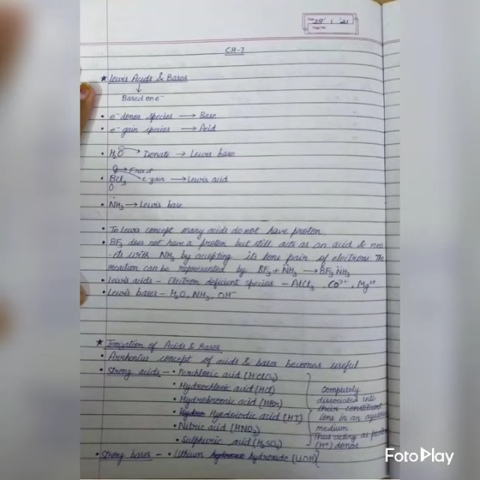 CH-7
★ Lewis Acids & Bases
↓
Based on e⁻
• e⁻ donor species → Base
• e⁻ gain species → Acid
• H₂O → Donate → Lewis base
• BCl₃ e⁻ gain → Lewis acid
• NH₃ → Lewis base
• In Lewis concept many acids do not have proton
• BF₃ does not have a proton but still acts as an acid & rea
-cts with NH₃ by accepting its lone pair of electrons. The
reaction can be represented by BF₃ + NH₃ → BF₃NH₃
• Lewis acids - Electron deficient species - AlCl₃, Co³⁺, Mg²⁺
• Lewis bases - H₂O, NH₃, OH⁻
★ Ionization of Acids & Bases
• Arrhenius concept of acids & bases becomes useful
• Strong acids - • Perchloric acid (HClO₄)
• Hydrochloric acid (HCl)
• Hydrobromic acid (HBr)
• Hydroiodic acid (HI)
• Nitric acid (HNO₃)
• Sulphuric acid (H₂SO₄)
Completely
dissociated into
their constituent
ions in an aqueous
medium
Thus acting as proton
(H⁺) donor
• Strong bases - • Lithium hydroxide (LiOH)
FotoPlay